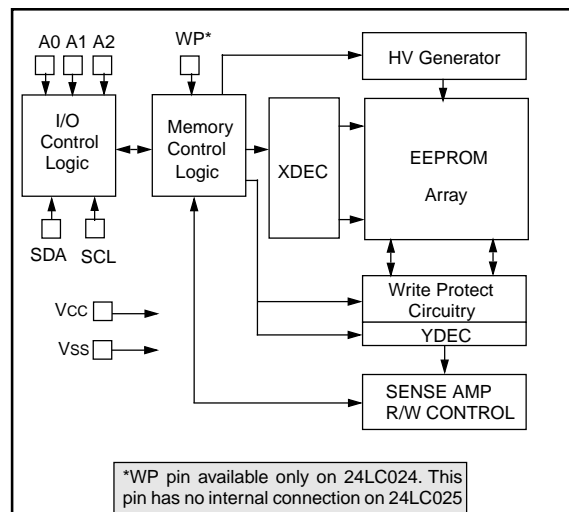 A0 A1 A2
WP*
HV Generator
I/O
Control
Logic
Memory
Control
Logic
XDEC
EEPROM
Array
SDA
SCL
Write Protect
Circuitry
YDEC
VCC
VSS
SENSE AMP
R/W CONTROL
*WP pin available only on 24LC024. This
pin has no internal connection on 24LC025